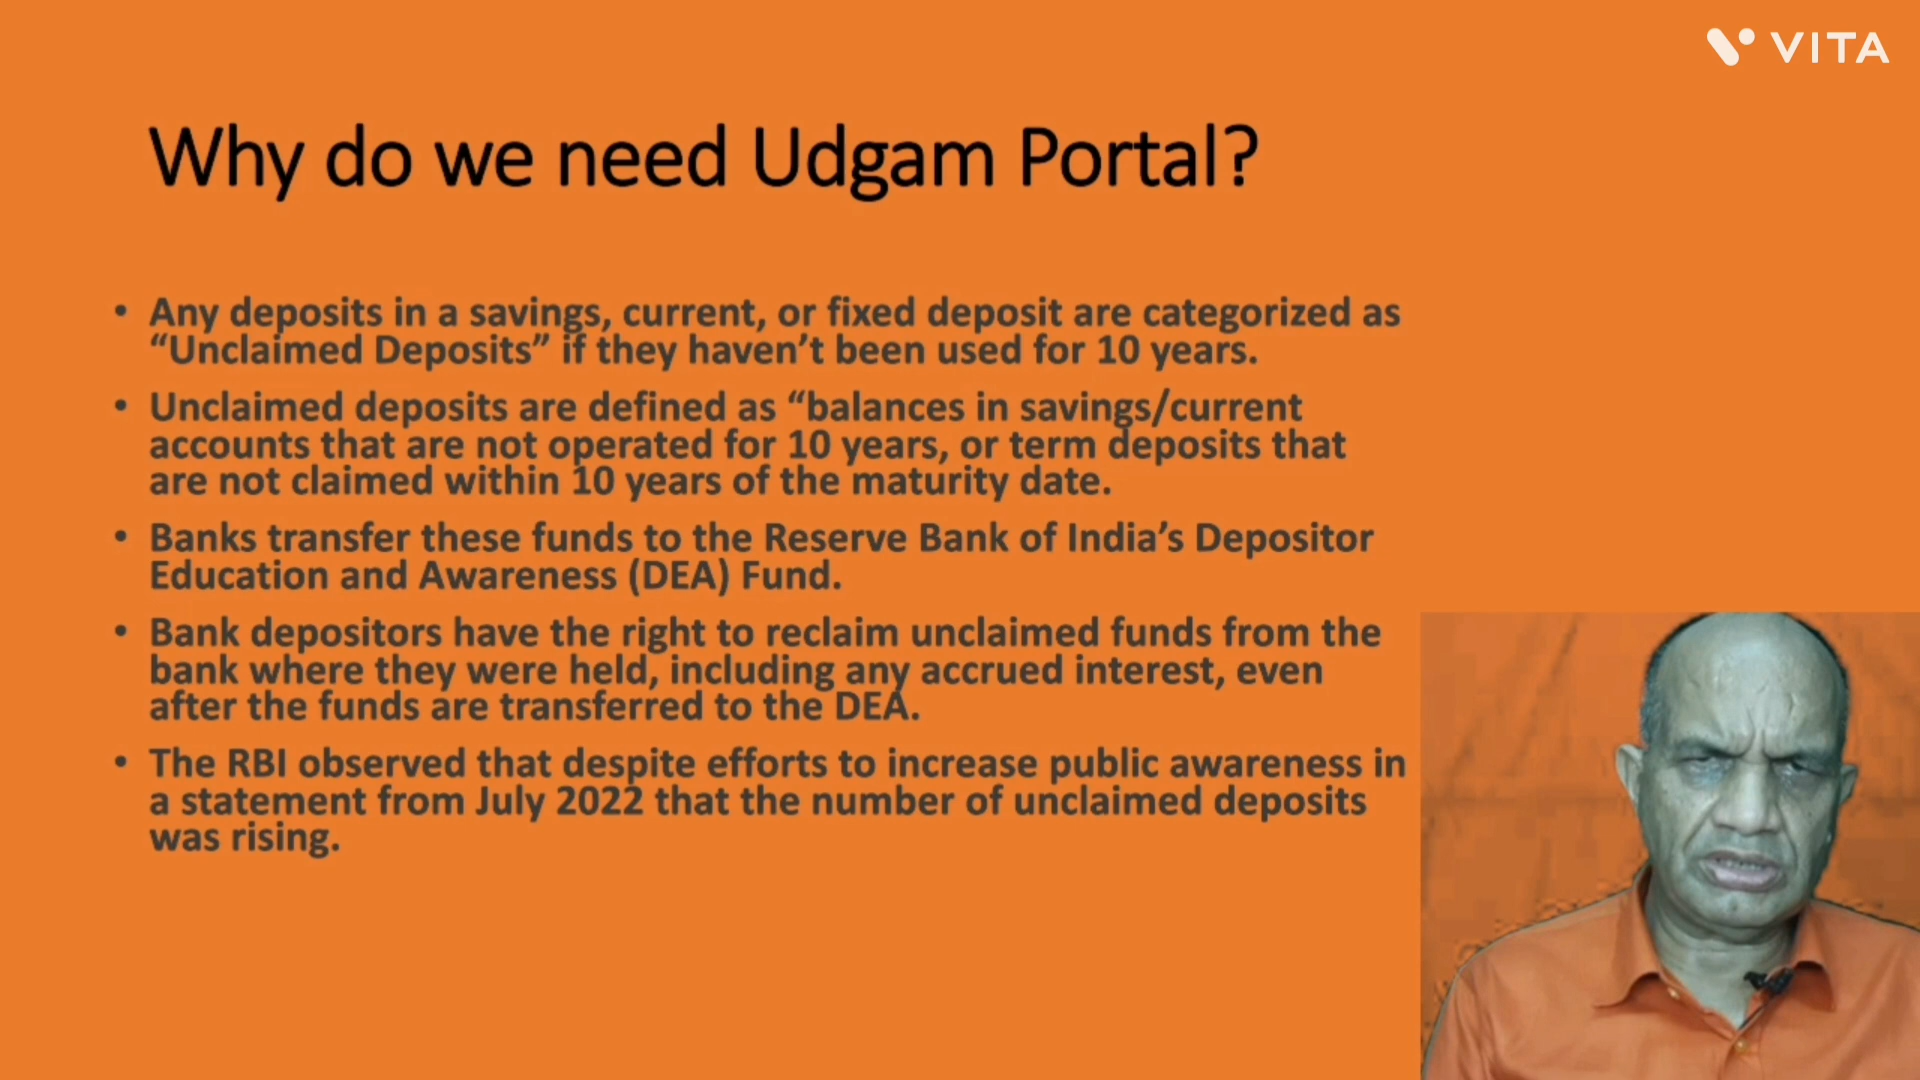 VITA
Why do we need Udgam Portal?
• Any deposits in a savings, current, or fixed deposit are categorized as
“Unclaimed Deposits” if they haven’t been used for 10 years.
• Unclaimed deposits are defined as “balances in savings/current
accounts that are not operated for 10 years, or term deposits that
are not claimed within 10 years of the maturity date.
• Banks transfer these funds to the Reserve Bank of India’s Depositor
Education and Awareness (DEA) Fund.
• Bank depositors have the right to reclaim unclaimed funds from the
bank where they were held, including any accrued interest, even
after the funds are transferred to the DEA.
• The RBI observed that despite efforts to increase public awareness in
a statement from July 2022 that the number of unclaimed deposits
was rising.